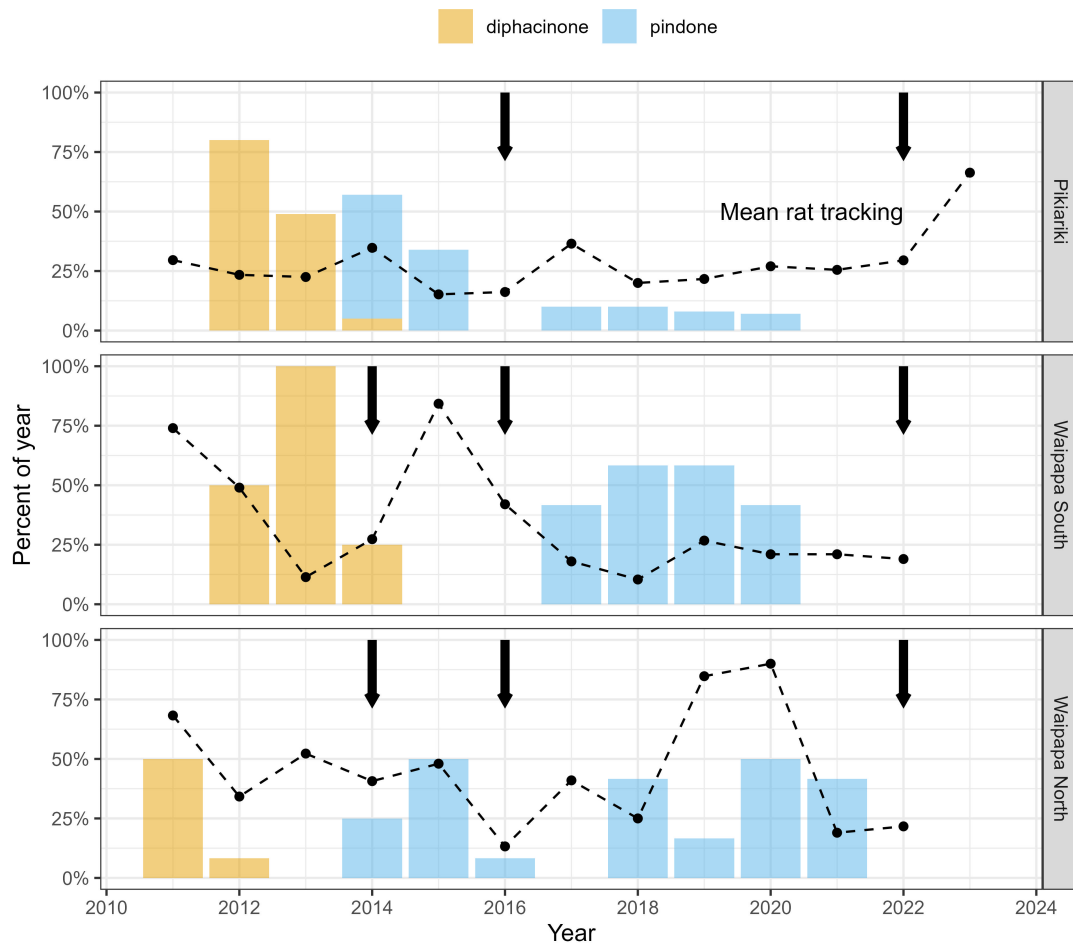 diphacinone pindone
100%
75%
50%
25%
0%
Mean rat tracking
Pikiariki
100%
75%
50%
25%
0%
Waipapa South
100%
75%
50%
25%
0%
Waipapa North
Percent of year
2010 2012 2014 2016 2018 2020 2022 2024
Year